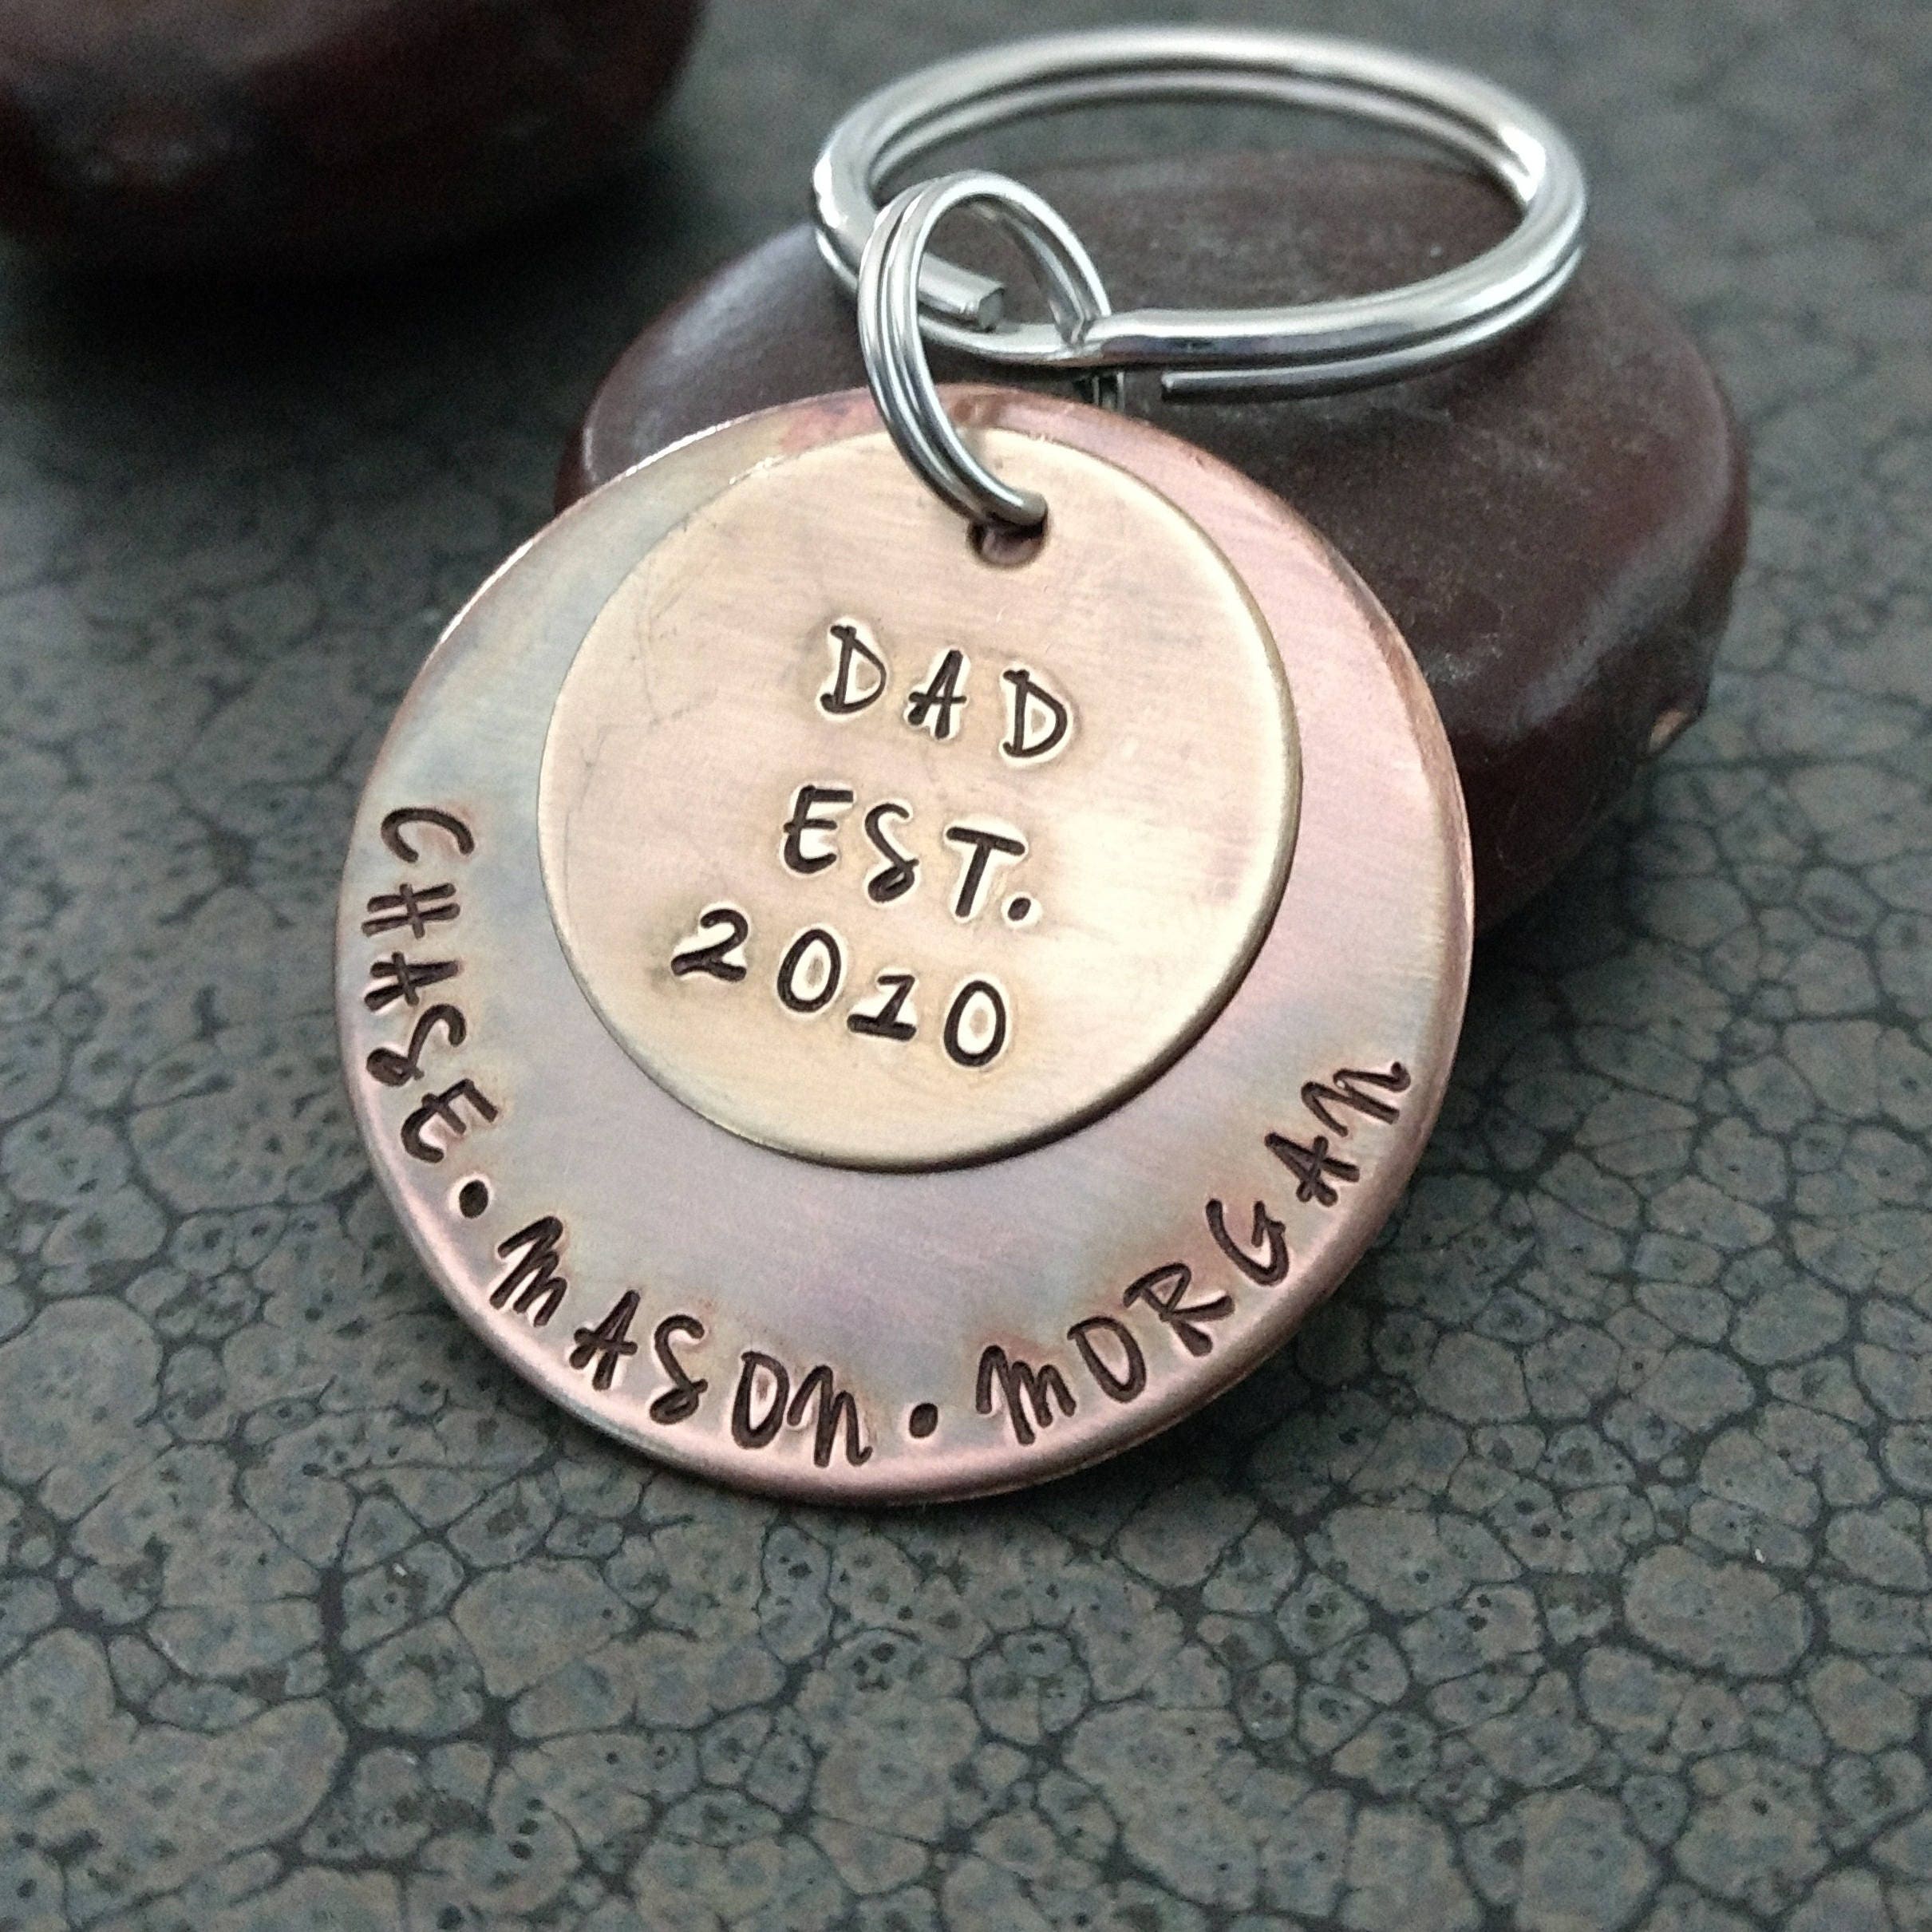 DAD
EST.
2010
CHASE • MASON • MORGAN